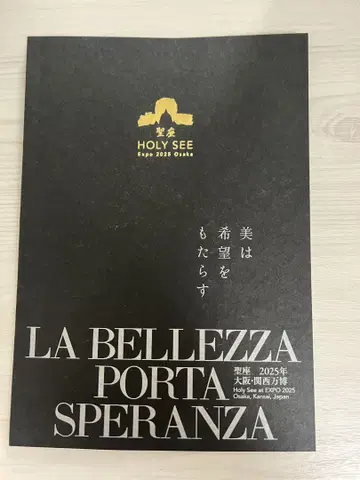 聖座
HOLY SEE
Expo 2025 Osaka
美は
希望を
もたらす
LA BELLEZZA
PORTA
SPERANZA
聖座、2025年
大阪・関西万博
Holy See at EXPO 2025
Osaka, Kansai, Japan